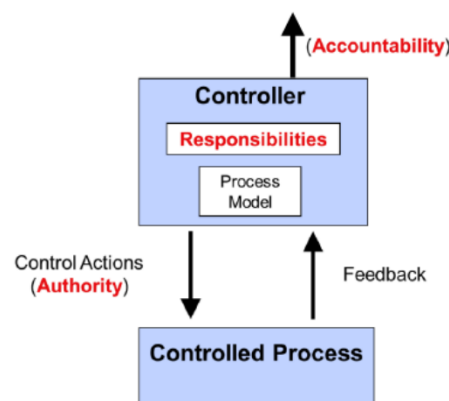 (Accountability)
Controller
Responsibilities
Process
Model
Control Actions
(Authority)
Feedback
Controlled Process